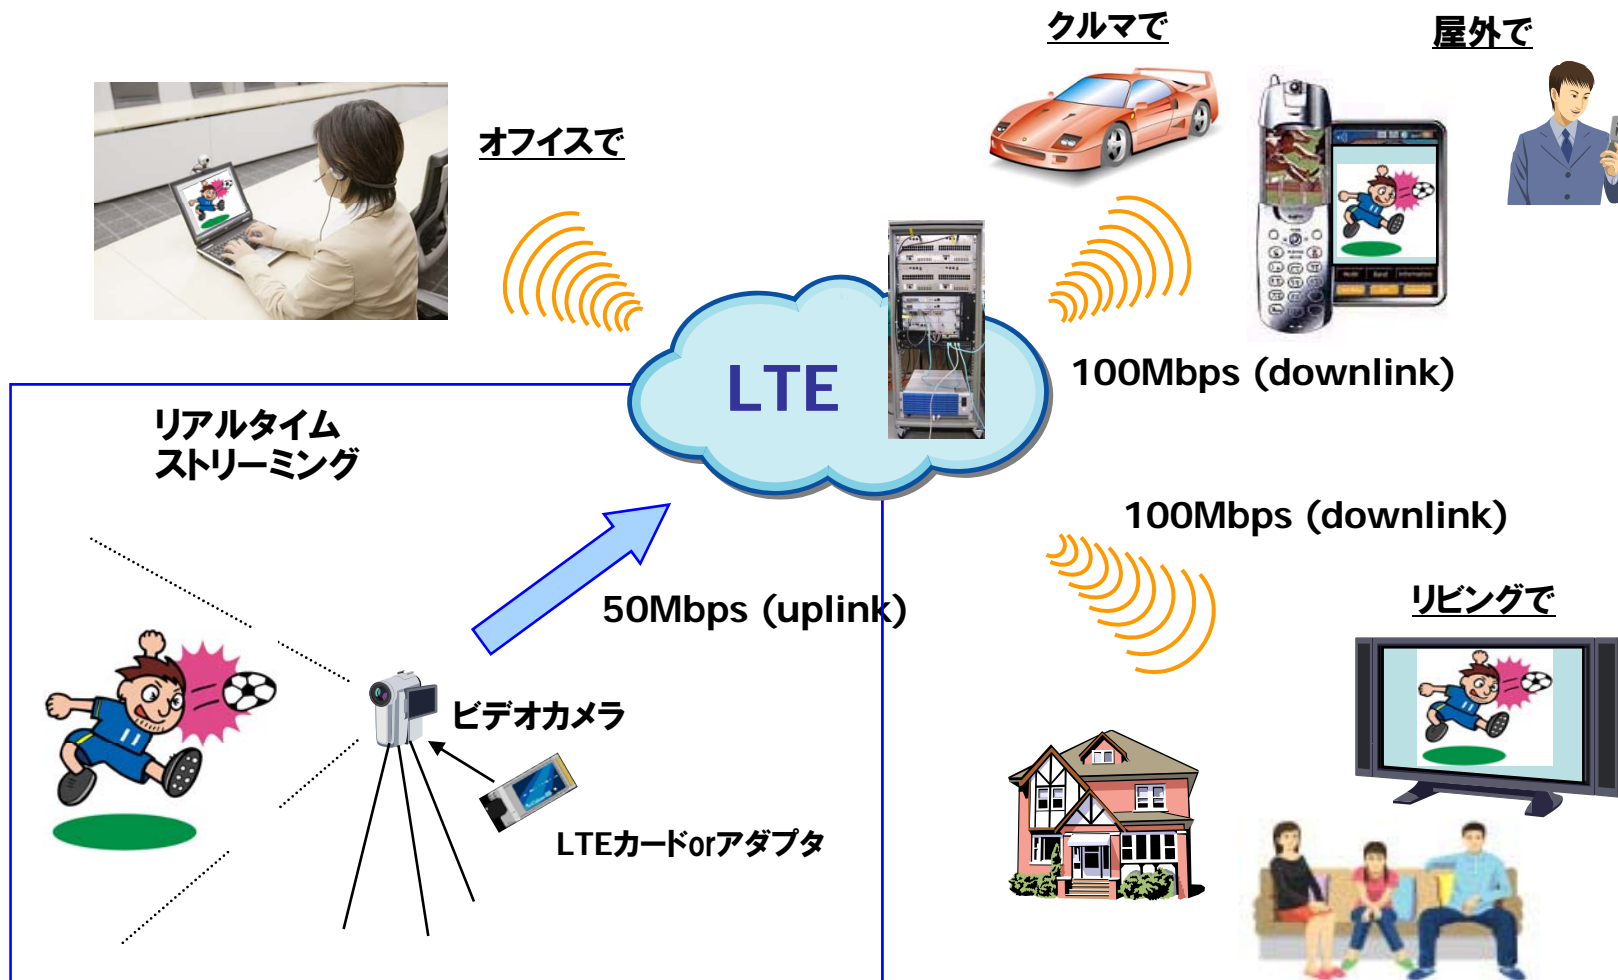 クルマで
屋外で
オフィスで
LTE
100Mbps (downlink)
リアルタイム
ストリーミング
100Mbps (downlink)
50Mbps (uplink)
リビングで
ビデオカメラ
LTEカードorアダプタ